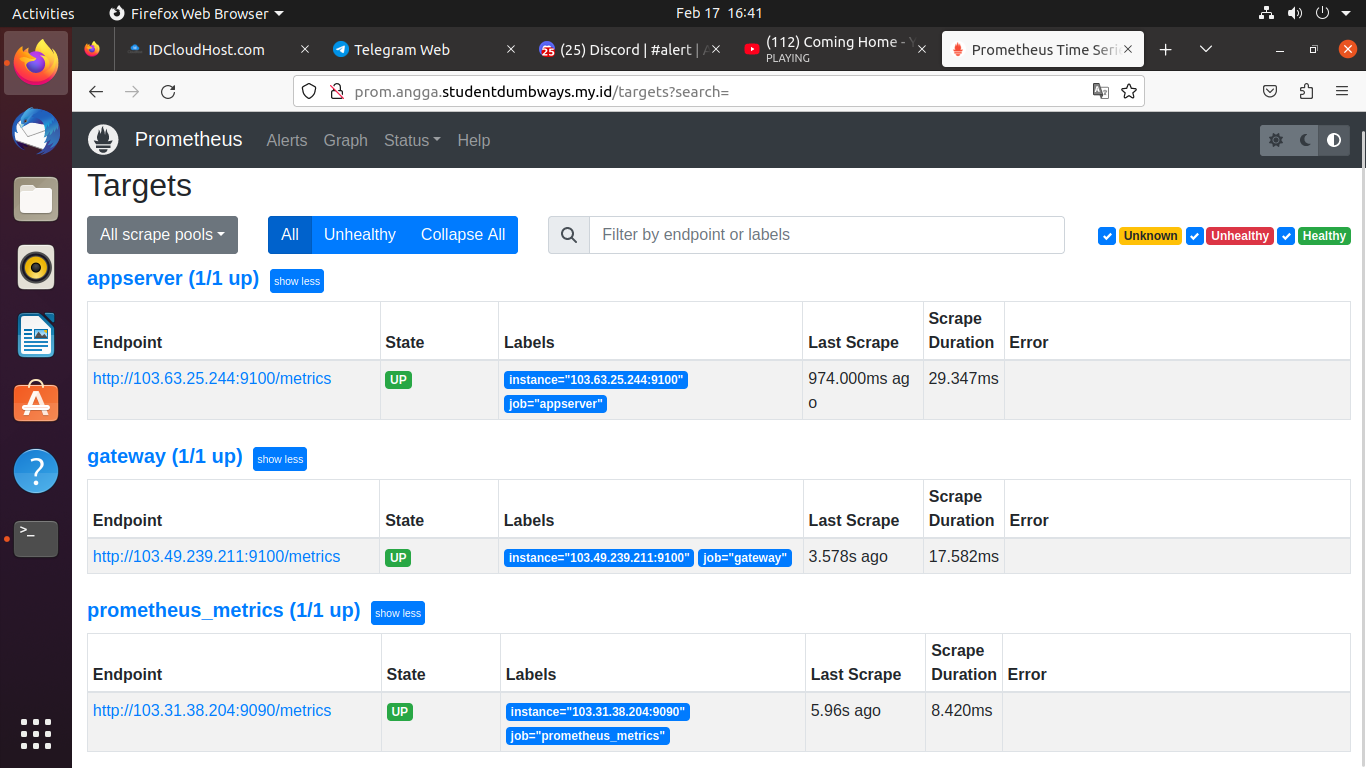 Activities Firefox Web Browser Feb 17 16:41
IDCloudHost.com Telegram Web (25) Discord | #alert | (112) Coming Home - Prometheus Time Seri
PLAYING
prom.angga.studentdumbways.my.id/targets?search=
Prometheus Alerts Graph Status Help
Targets
All scrape pools All Unhealthy Collapse All Filter by endpoint or labels Unknown Unhealthy Healthy
appserver (1/1 up) show less
Endpoint State Labels Last Scrape Scrape Duration Error
http://103.63.25.244:9100/metrics UP instance="103.63.25.244:9100" 974.000ms ag 29.347ms
job="appserver" o
gateway (1/1 up) show less
Endpoint State Labels Last Scrape Scrape Duration Error
http://103.49.239.211:9100/metrics UP instance="103.49.239.211:9100" job="gateway" 3.578s ago 17.582ms
prometheus_metrics (1/1 up) show less
Endpoint State Labels Last Scrape Scrape Duration Error
http://103.31.38.204:9090/metrics UP instance="103.31.38.204:9090" 5.96s ago 8.420ms
job="prometheus_metrics"